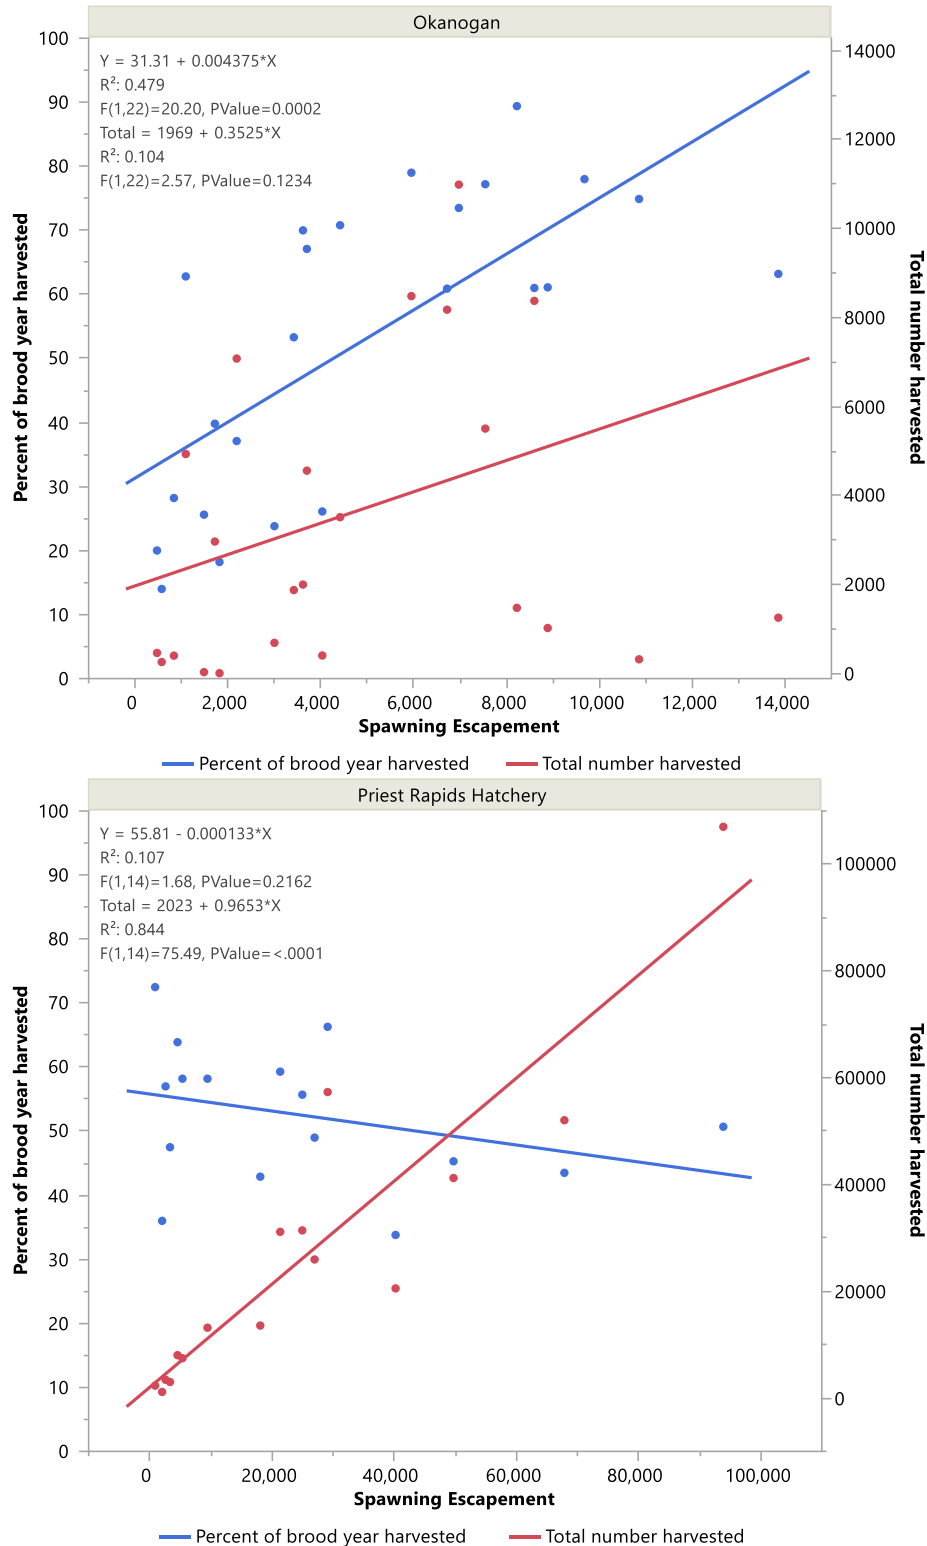 Okanogan
Y = 31.31 + 0.004375*X
R²: 0.479
F(1,22)=20.20, PValue=0.0002
Total = 1969 + 0.3525*X
R²: 0.104
F(1,22)=2.57, PValue=0.1234
100
90
80
70
60
50
40
30
20
10
0
Percent of brood year harvested
14000
12000
10000
8000
6000
4000
2000
0
Total number harvested
0 2,000 4,000 6,000 8,000 10,000 12,000 14,000
Spawning Escapement
Percent of brood year harvested Total number harvested
Priest Rapids Hatchery
Y = 55.81 - 0.000133*X
R²: 0.107
F(1,14)=1.68, PValue=0.2162
Total = 2023 + 0.9653*X
R²: 0.844
F(1,14)=75.49, PValue=<.0001
100
90
80
70
60
50
40
30
20
10
0
Percent of brood year harvested
100000
80000
60000
40000
20000
0
Total number harvested
0 20,000 40,000 60,000 80,000 100,000
Spawning Escapement
Percent of brood year harvested Total number harvested